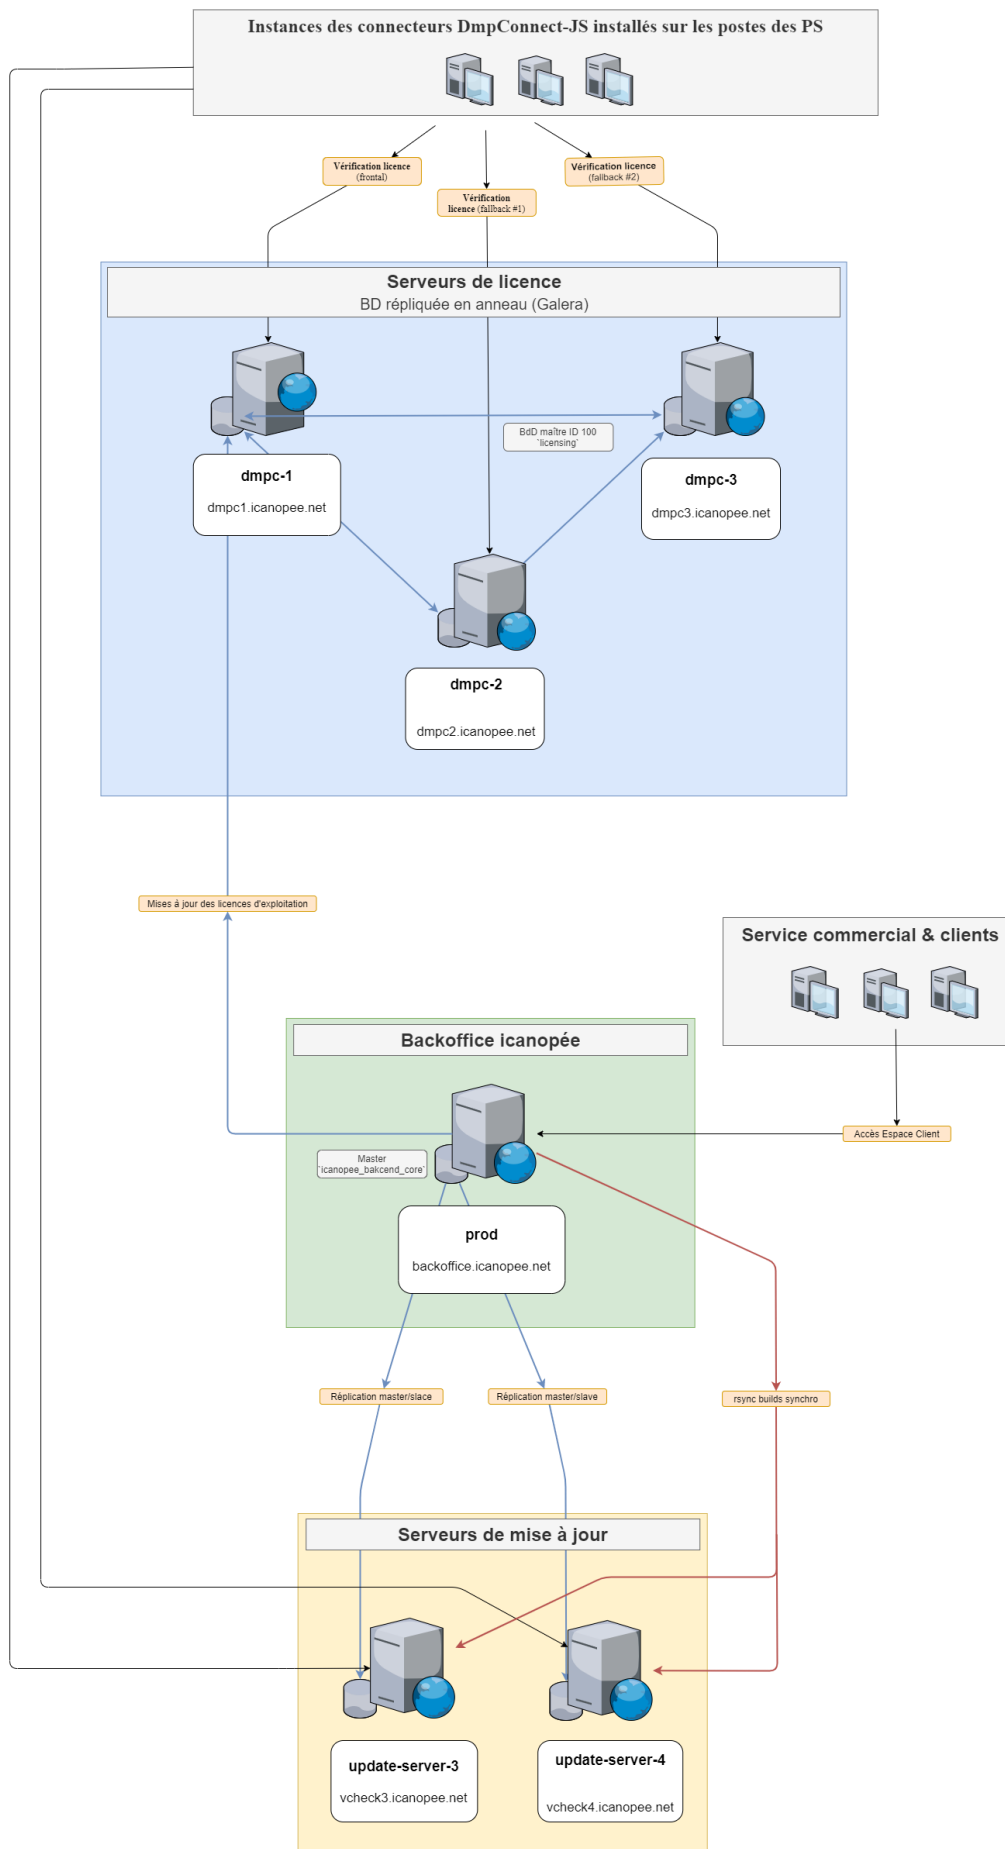 Instances des connecteurs DmpConnect-JS installés sur les postes des PS
Vérification licence
(frontal)
Vérification licence
(fallback #2)
Vérification
licence (fallback #1)
Serveurs de licence
BD répliquée en anneau (Galera)
BdD maître ID 100
`licensing`
dmpc-1
dmpc1.icanopee.net
dmpc-3
dmpc3.icanopee.net
dmpc-2
dmpc2.icanopee.net
Mises à jour des licences d'exploitation
Service commercial & clients
Backoffice icanopée
Accès Espace Client
Master
`icanopee_bakcend_core`
prod
backoffice.icanopee.net
Réplication master/slace
Réplication master/slave
rsync builds synchro
Serveurs de mise à jour
update-server-3
vcheck3.icanopee.net
update-server-4
vcheck4.icanopee.net